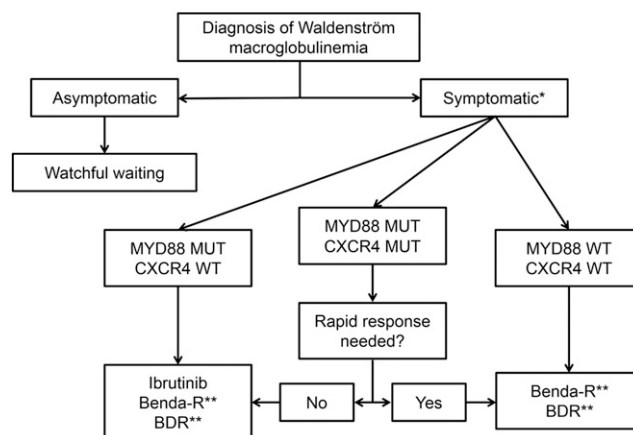 Diagnosis of Waldenström
macroglobulinemia
Asymptomatic
Symptomatic*
Watchful waiting
MYD88 MUT
CXCR4 WT
MYD88 MUT
CXCR4 MUT
MYD88 WT
CXCR4 WT
Rapid response
needed?
Ibrutinib
Benda-R**
BDR**
No
Yes
Benda-R**
BDR**